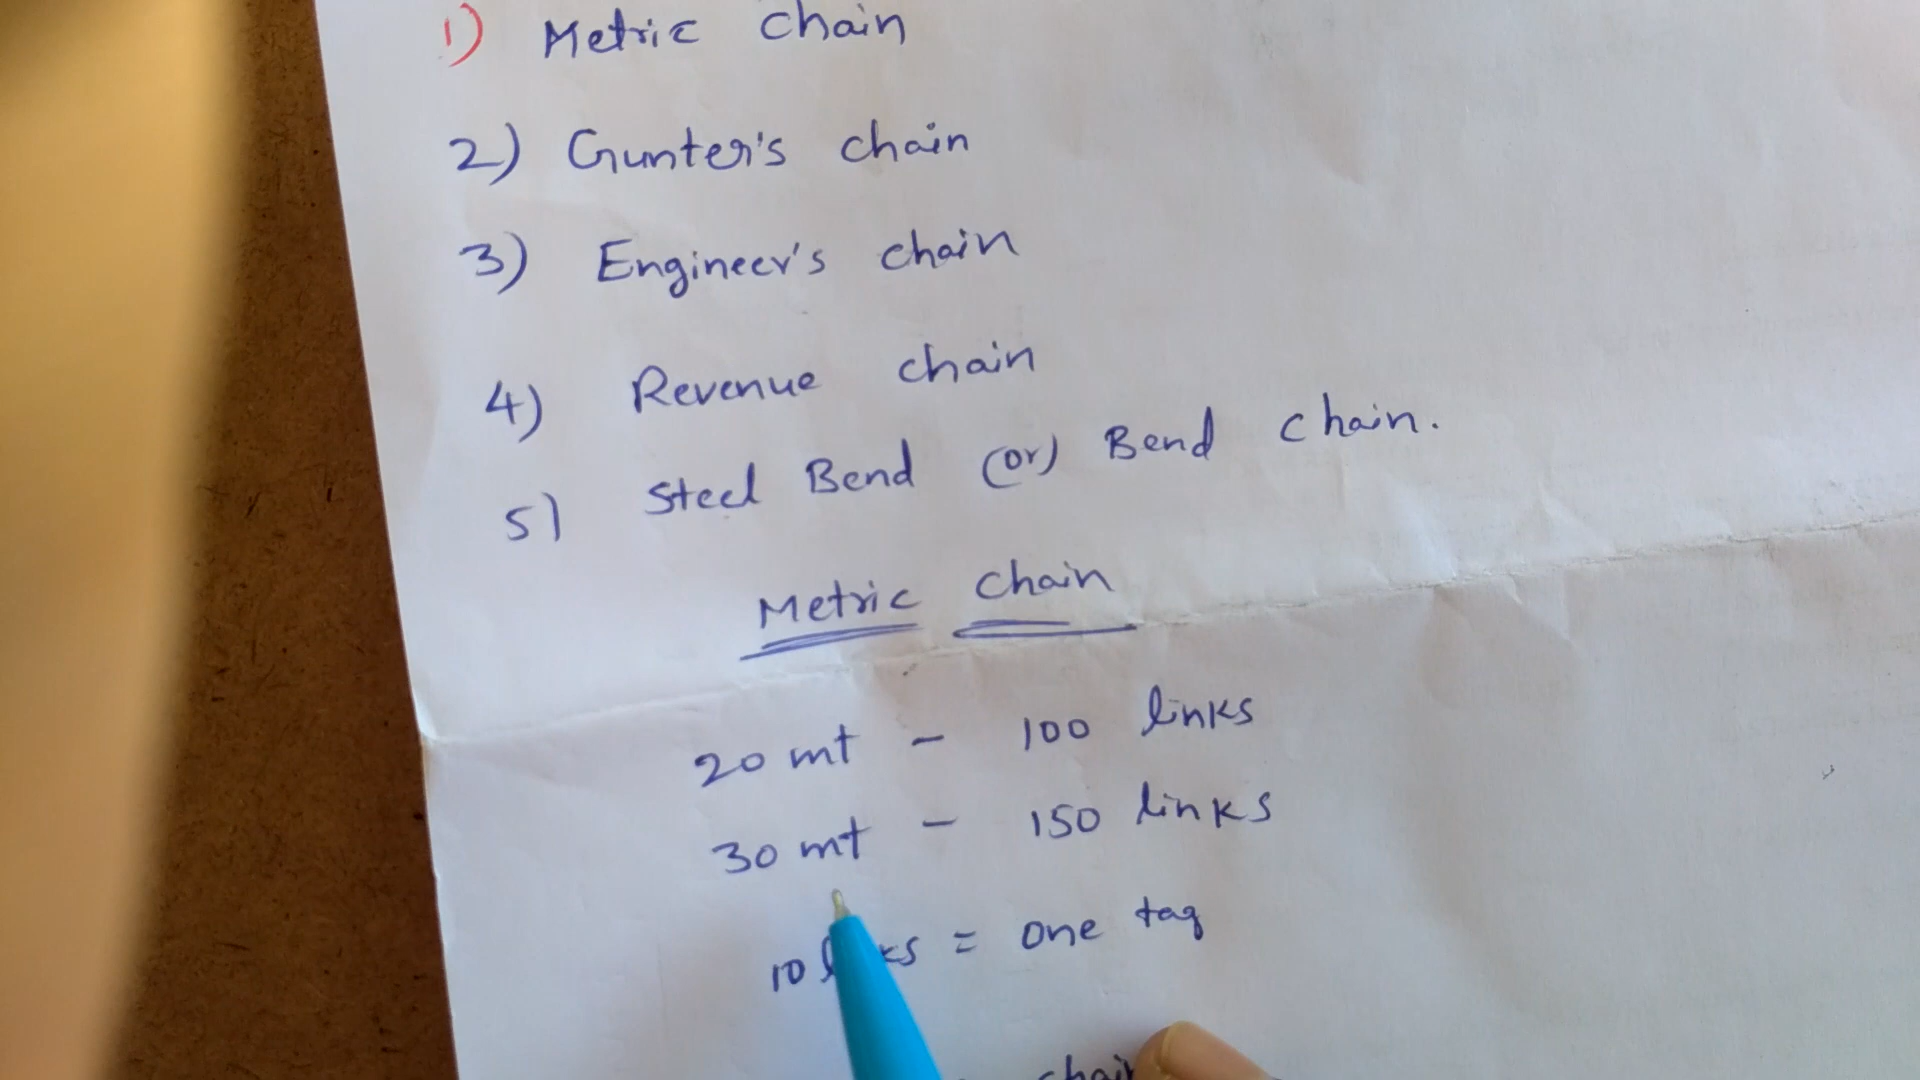 1) Metric chain
2) Gunter's chain
3) Engineer's chain
4) Revenue chain
5) Steel Bend (or) Bend chain.
Metric chain
20 mt - 100 links
30 mt - 150 links
10 = one tag